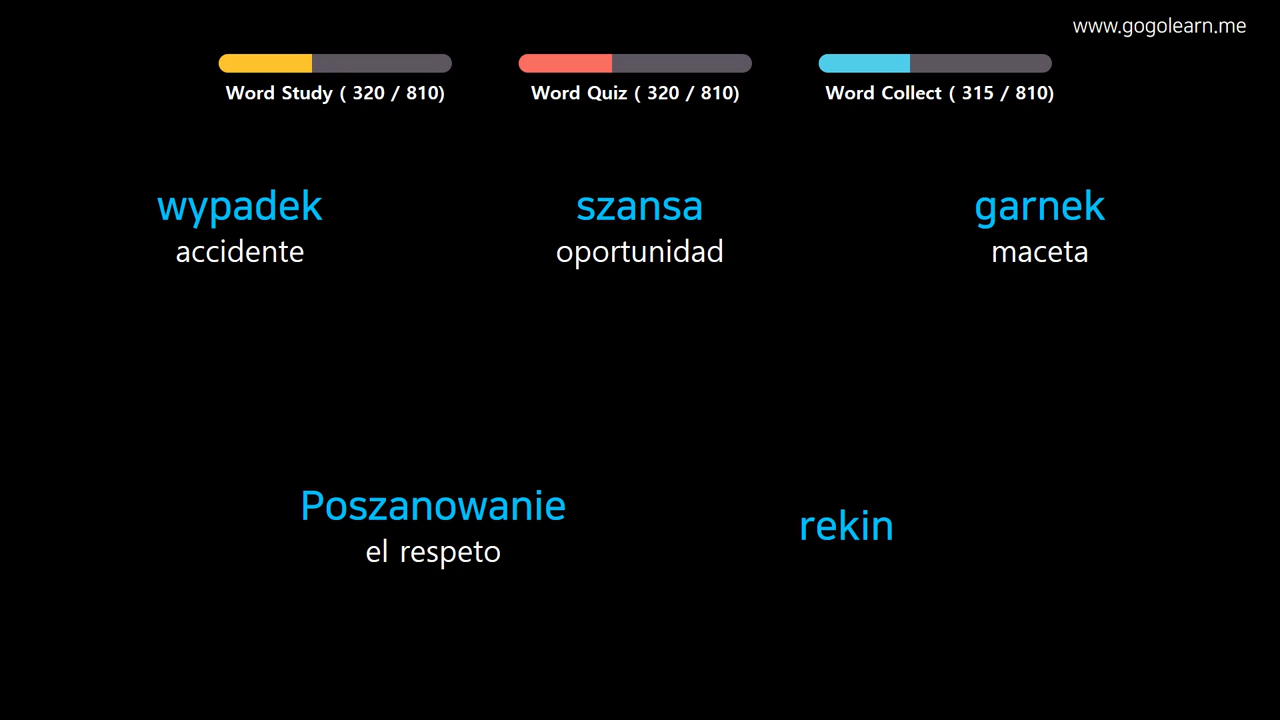 www.gogolearn.me
Word Study ( 320 / 810)
Word Quiz ( 320 / 810)
Word Collect ( 315 / 810)
wypadek
accidente
szansa
oportunidad
garnek
maceta
Poszanowanie
el respeto
rekin